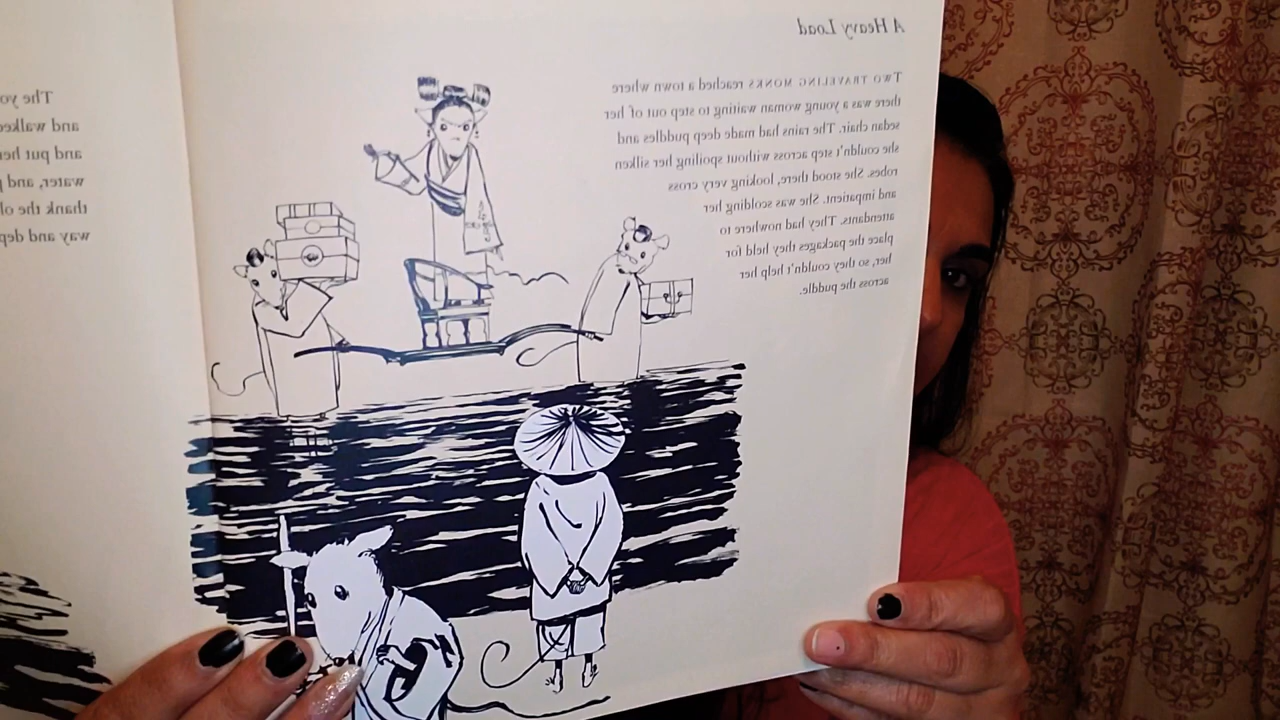 A Heavy Load
TWO TRAVELING MONKS reached a town where
there was a young woman waiting to step out of her
sedan chair. The rains had made deep puddles and
she couldn't step across without spoiling her silken
robes. She stood there, looking very cross
and impatient. She was scolding her
attendants. They had nowhere to
place the packages they held for
her, so they couldn't help her
across the puddle.
The yo
and walked
and put her
water, and p
thank the ol
way and dep